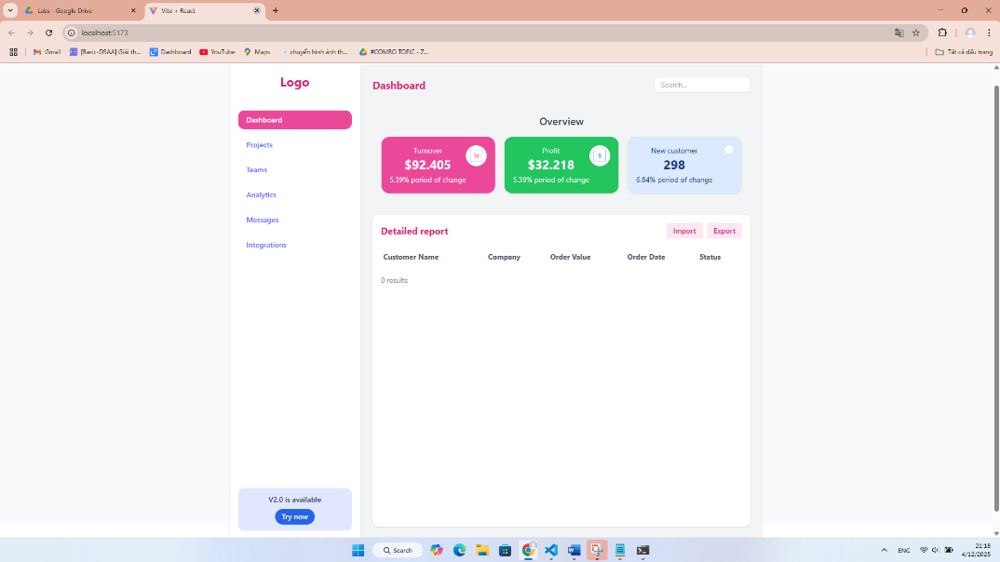 Labs - Google Drive
Vite + React
localhost:5173
Gmail
[Basic-DSAA] Giải th...
Dashboard
YouTube
Maps
chuyển hình ảnh th...
#COMBO TOEIC - Z...
Tất cả dấu trang
Logo
Dashboard
Projects
Teams
Analytics
Messages
Integrations
V2.0 is available
Try now
Dashboard
Search...
Overview
Turnover
$92.405
5.39% period of change
Profit
$32.218
5.39% period of change
$
New customer
298
6.84% period of change
Detailed report
Import
Export
Customer Name Company Order Value Order Date Status
0 results
Search
ENG
21:18
4/12/2025